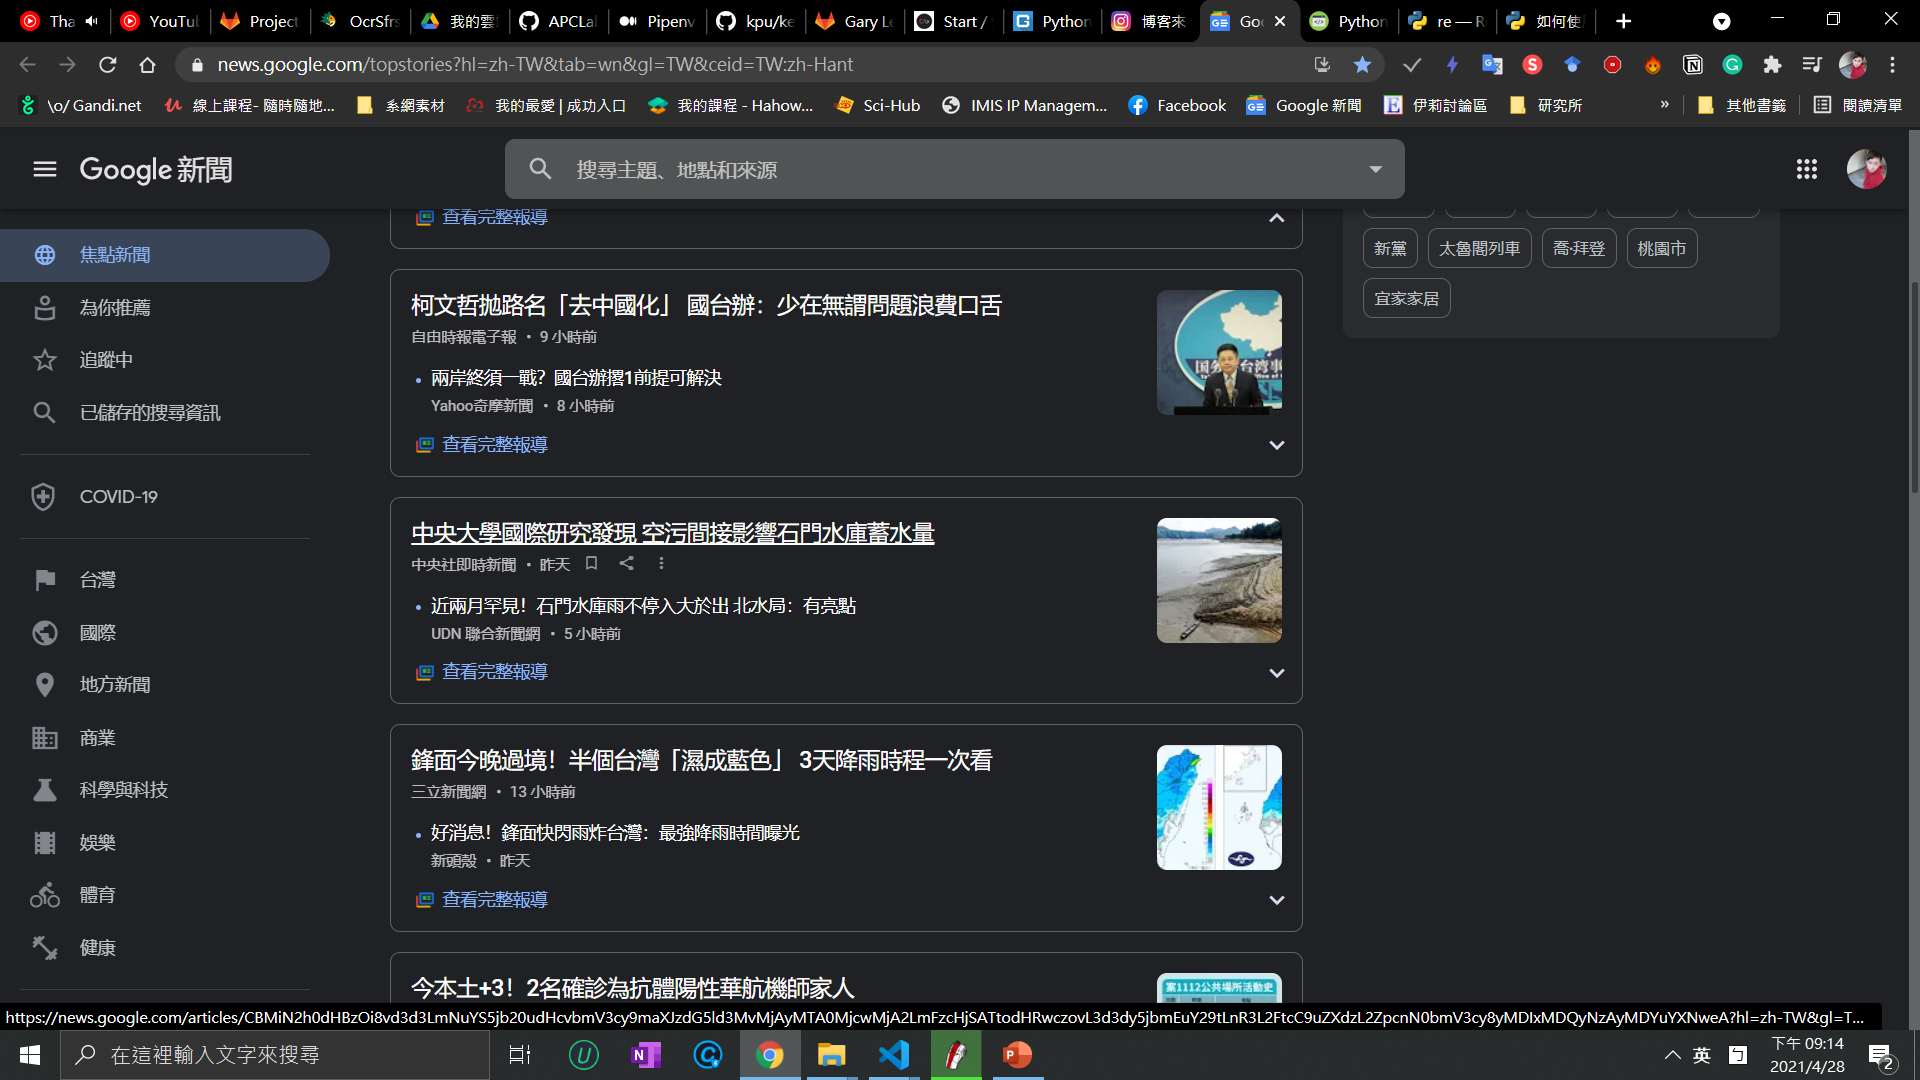 Tha
YouTu
Project
OcrSfrs
我的雲
APCLa
Pipenv
kpu/ke
Gary Le
Start /
Python
博客來
Goo
Python
re — R
如何使
news.google.com/topstories?hl=zh-TW&tab=wn&gl=TW&ceid=TW:zh-Hant
\o/ Gandi.net
線上課程- 隨時隨地...
系網素材
我的最愛 | 成功入口
我的課程 - Hahow...
Sci-Hub
IMIS IP Managem...
Facebook
Google 新聞
伊莉討論區
研究所
»
其他書籤
閱讀清單
Google 新聞
搜尋主題、地點和來源
焦點新聞
為你推薦
追蹤中
已儲存的搜尋資訊
COVID-19
台灣
國際
地方新聞
商業
科學與科技
娛樂
體育
健康
查看完整報導
柯文哲拋路名「去中國化」 國台辦：少在無謂問題浪費口舌
自由時報電子報 • 9 小時前
• 兩岸終須一戰？國台辦撂1前提可解決
Yahoo奇摩新聞 • 8 小時前
查看完整報導
国务 台湾事
中央大學國際研究發現 空污間接影響石門水庫蓄水量
中央社即時新聞 • 昨天
• 近兩月罕見！石門水庫雨不停入大於出 北水局：有亮點
UDN 聯合新聞網 • 5 小時前
查看完整報導
鋒面今晚過境！半個台灣「濕成藍色」 3天降雨時程一次看
三立新聞網 • 13 小時前
• 好消息！鋒面快閃雨炸台灣：最強降雨時間曝光
新頭殼 • 昨天
查看完整報導
今本土+3！2名確診為抗體陽性華航機師家人
案1112公共場所活動史
新黨
太魯閣列車
喬·拜登
桃園市
宜家家居
https://news.google.com/articles/CBMiN2h0dHBzOi8vd3d3LmNuYS5jb20udHcvbmV3cy9maXJzdG5ld3MvMjAyMTA0MjcwMjA2LmFzcHjSATtodHRwczovL3d3dy5jbmEuY29tLnR3L2FtcC9uZXdzL2ZpcnN0bmV3cy8yMDIxMDQyNzAyMDYuYXNweA?hl=zh-TW&gl=T...
在這裡輸入文字來搜尋
英
下午 09:14
2021/4/28
2